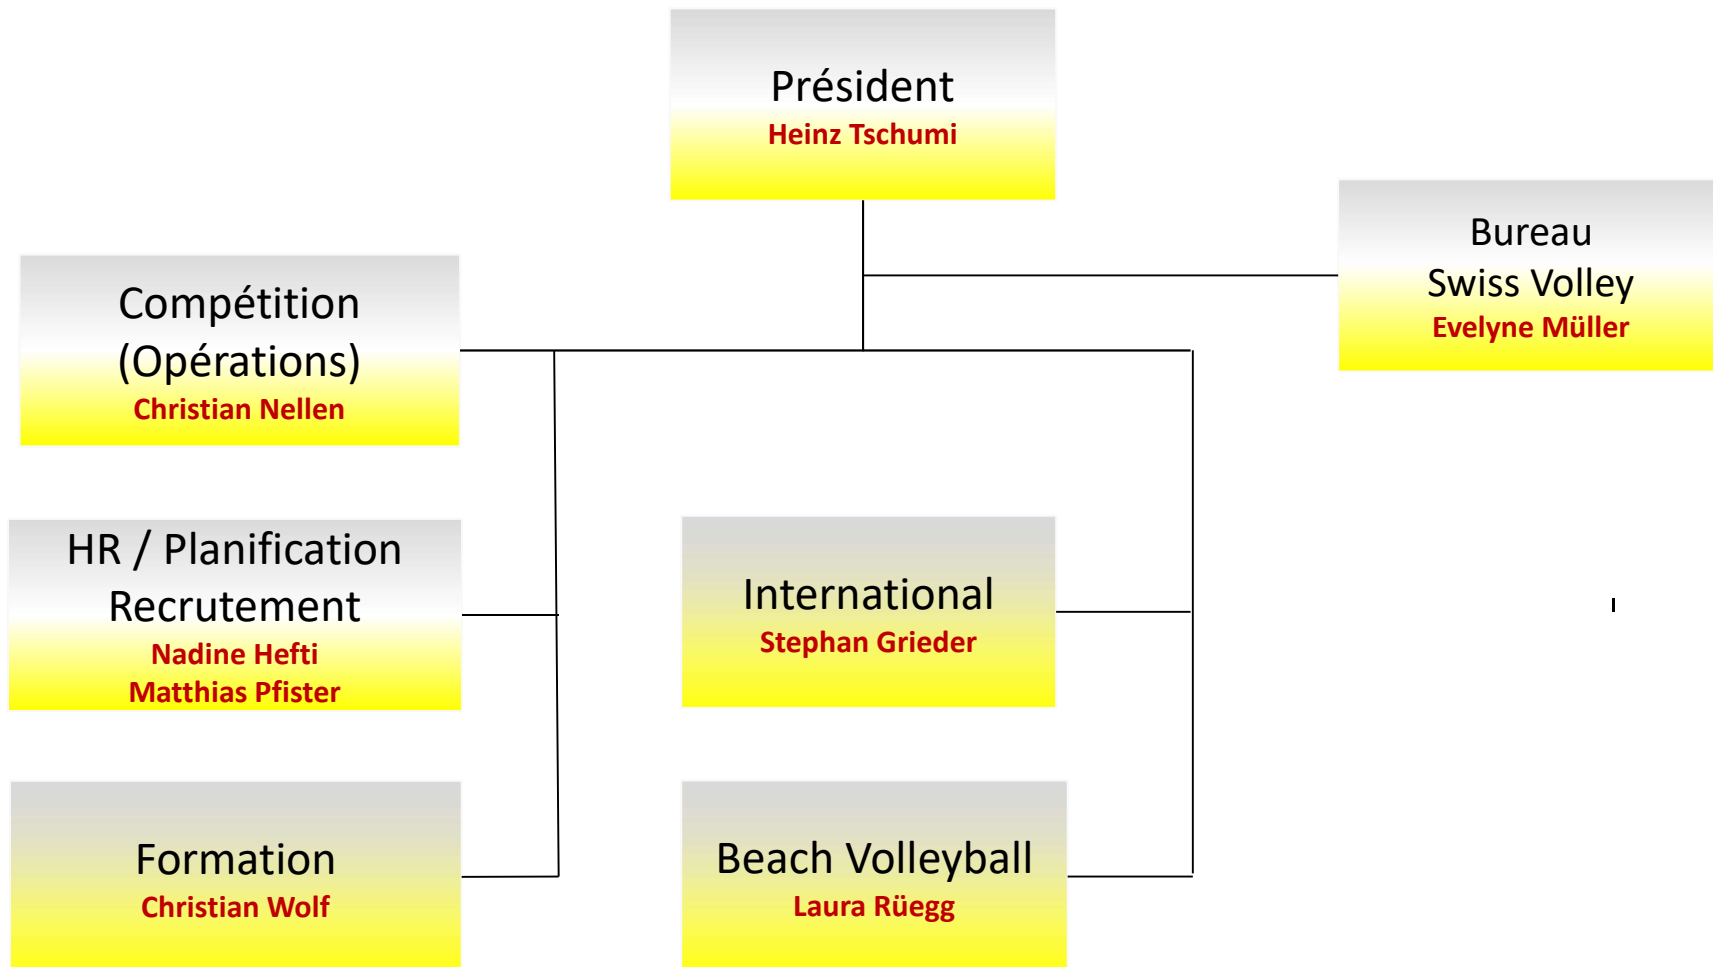 Président
Heinz Tschumi
Bureau
Swiss Volley
Evelyne Müller
Compétition
(Opérations)
Christian Nellen
HR / Planification
Recrutement
Nadine Hefti
Matthias Pfister
International
Stephan Grieder
Formation
Christian Wolf
Beach Volleyball
Laura Rüegg